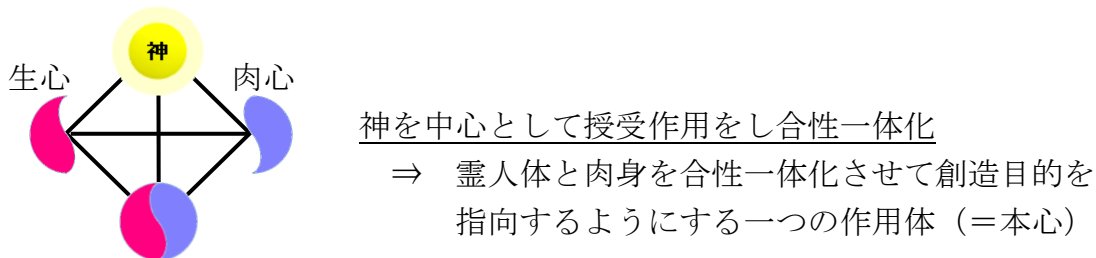 神
生心
肉心
神を中心として授受作用をし合性一体化
⇒ 霊人体と肉身を合性一体化させて創造目的を
指向するようにする一つの作用体（＝本心）